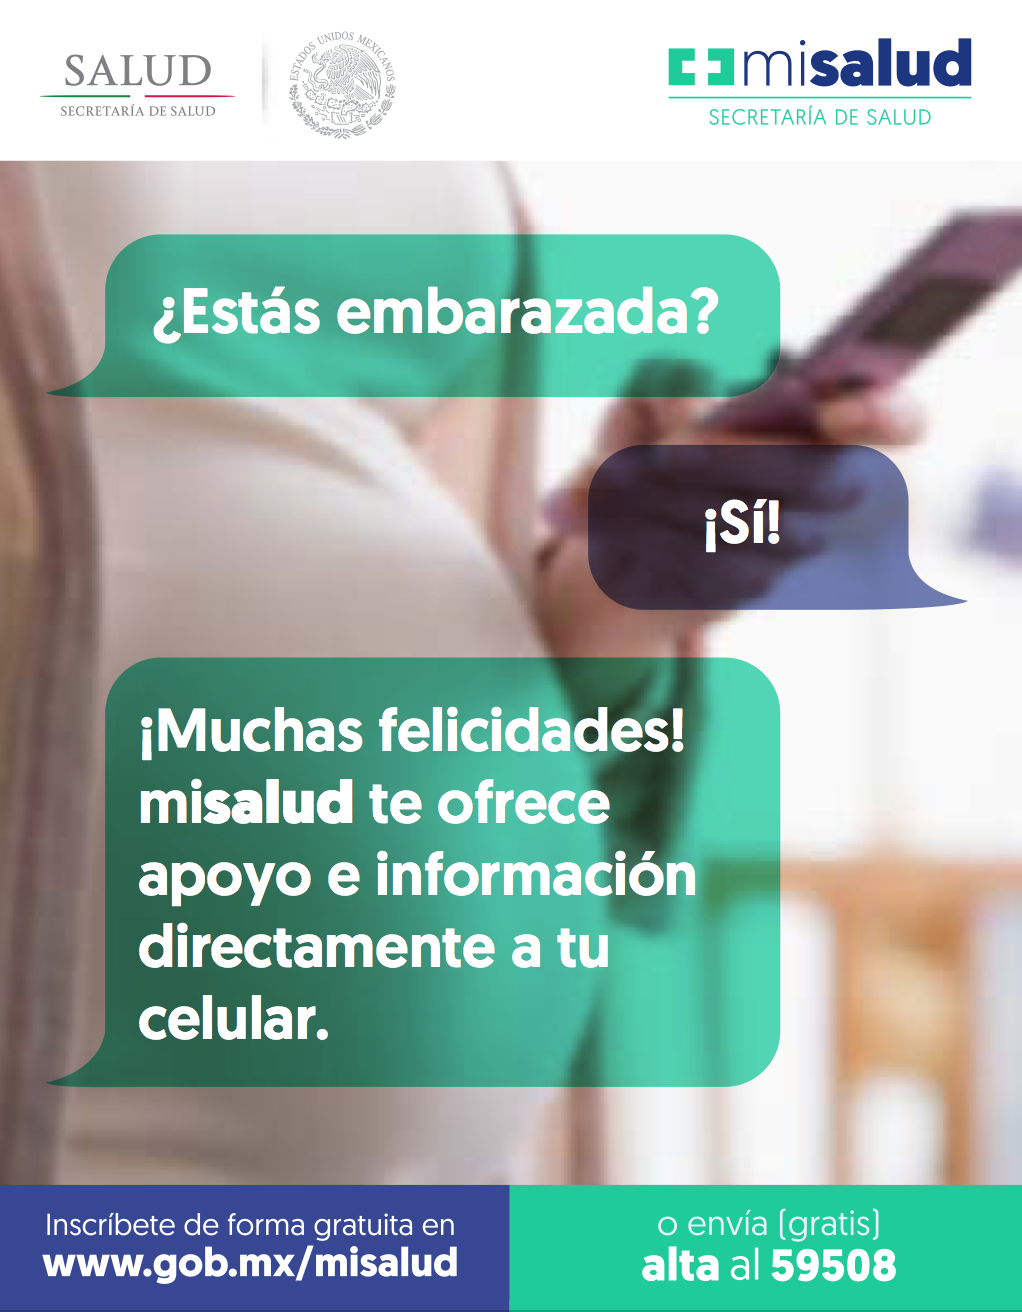 SALUD
SECRETARÍA DE SALUD
ESTADOS UNIDOS MEXICANOS
misalud
SECRETARÍA DE SALUD
¿Estás embarazada?
¡Sí!
¡Muchas felicidades!
misalud te ofrece
apoyo e información
directamente a tu
celular.
Inscríbete de forma gratuita en
www.gob.mx/misalud
o envía (gratis)
alta al 59508